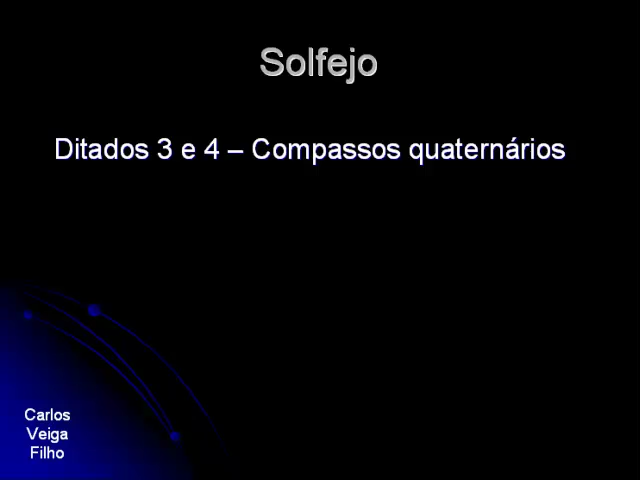 Solfejo
Ditados 3 e 4 – Compassos quaternários
Carlos
Veiga
Filho